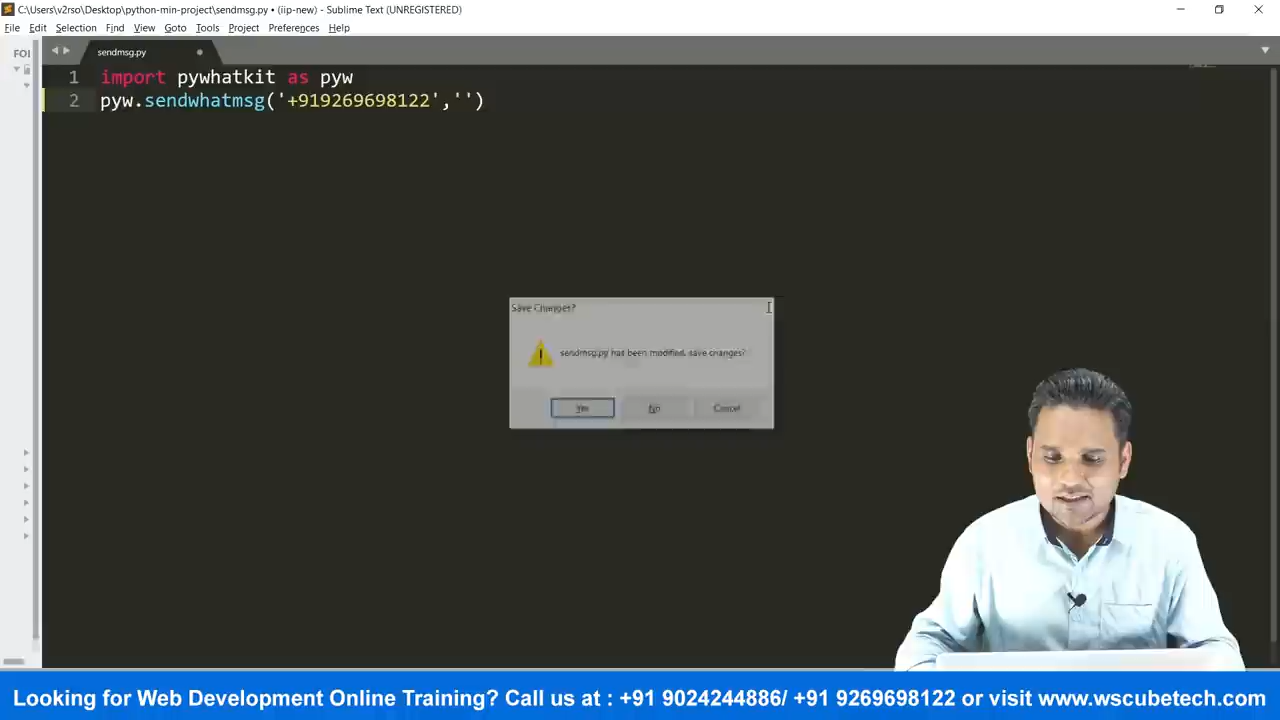 C:\Users\v2rso\Desktop\python-min-project\sendmsg.py • (iip-new) - Sublime Text (UNREGISTERED)
File Edit Selection Find View Goto Tools Project Preferences Help
FOI
sendmsg.py
1 import pywhatkit as pyw
2 pyw.sendwhatmsg('+919269698122','')
Save Changes?
sendmsg.py has been modified, save changes?
Yes No Cancel
Looking for Web Development Online Training? Call us at : +91 9024244886/ +91 9269698122 or visit www.wscubetech.com